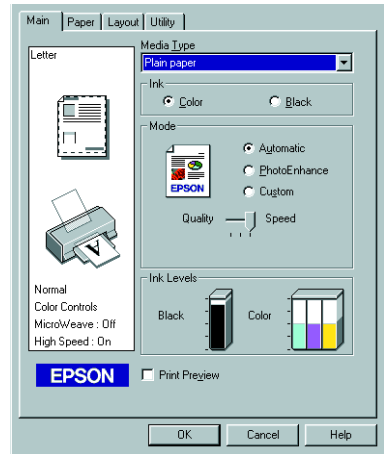 Main Paper Layout Utility
Letter
Media Type
Plain paper
Ink
Color Black
Mode
EPSON
Automatic
PhotoEnhance
Custom
Quality Speed
A
Normal
Color Controls
MicroWeave : Off
High Speed : On
Ink Levels
Black Color
EPSON
Print Preview
OK Cancel Help